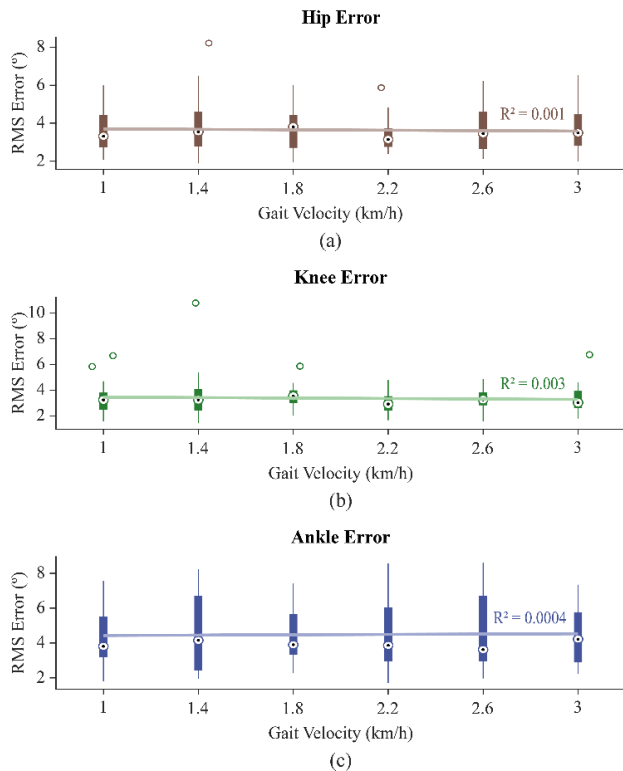 Hip Error
RMS Error (°)
8
6
4
2
R² = 0.001
1 1.4 1.8 2.2 2.6 3
Gait Velocity (km/h)
(a)
Knee Error
RMS Error (°)
10
8
6
4
2
R² = 0.003
1 1.4 1.8 2.2 2.6 3
Gait Velocity (km/h)
(b)
Ankle Error
RMS Error (°)
8
6
4
2
R² = 0.0004
1 1.4 1.8 2.2 2.6 3
Gait Velocity (km/h)
(c)